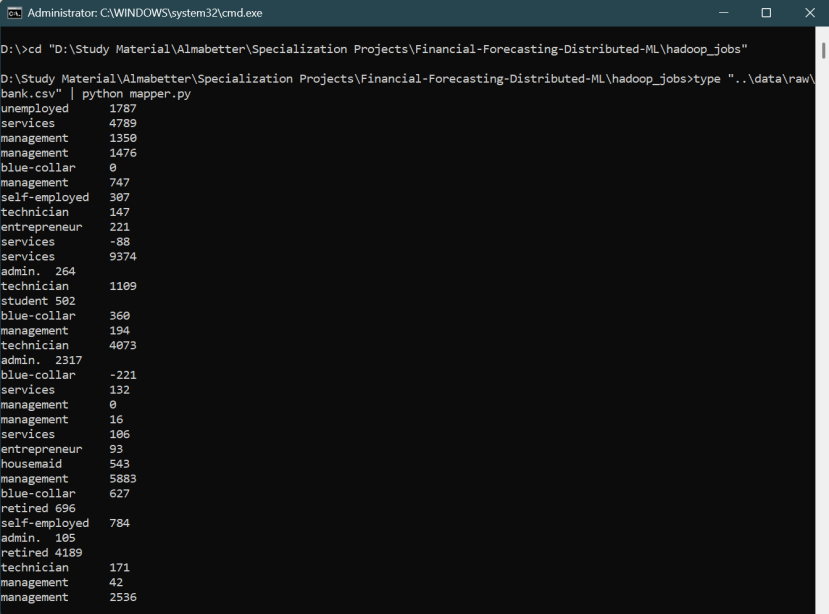 Administrator: C:\WINDOWS\system32\cmd.exe
D:\>cd "D:\Study Material\Almabetter\Specialization Projects\Financial-Forecasting-Distributed-ML\hadoop_jobs"
D:\Study Material\Almabetter\Specialization Projects\Financial-Forecasting-Distributed-ML\hadoop_jobs>type "..\data\raw\
bank.csv" | python mapper.py
unemployed      1787
services        4789
management      1350
management      1476
blue-collar     0
management      747
self-employed   307
technician      147
entrepreneur    221
services        -88
services        9374
admin.  264
technician      1109
student 502
blue-collar     360
management      194
technician      4073
admin.  2317
blue-collar     -221
services        132
management      0
management      16
services        106
entrepreneur    93
housemaid       543
management      5883
blue-collar     627
retired 696
self-employed   784
admin.  105
retired 4189
technician      171
management      42
management      2536